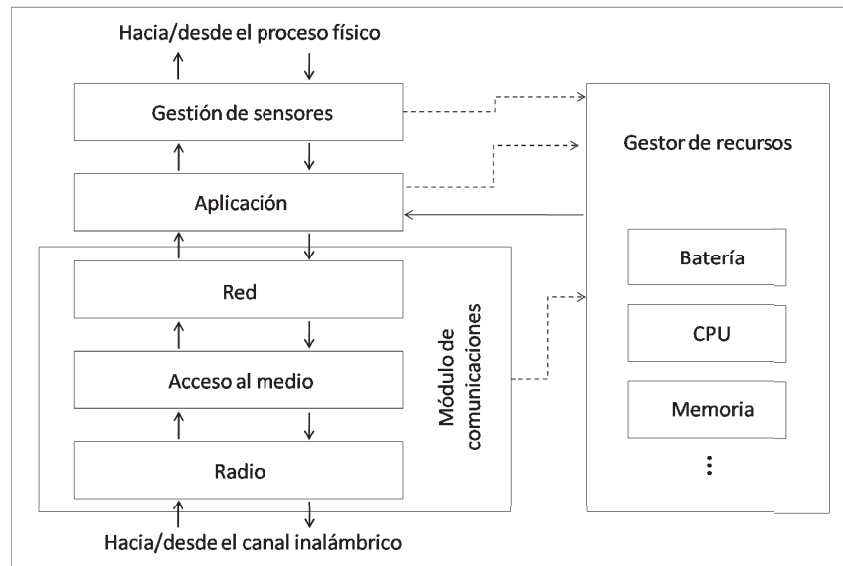 Hacia/desde el proceso físico
Gestión de sensores
Aplicación
Red
Acceso al medio
Radio
Módulo de
comunicaciones
Hacia/desde el canal inalámbrico
Gestor de recursos
Batería
CPU
Memoria